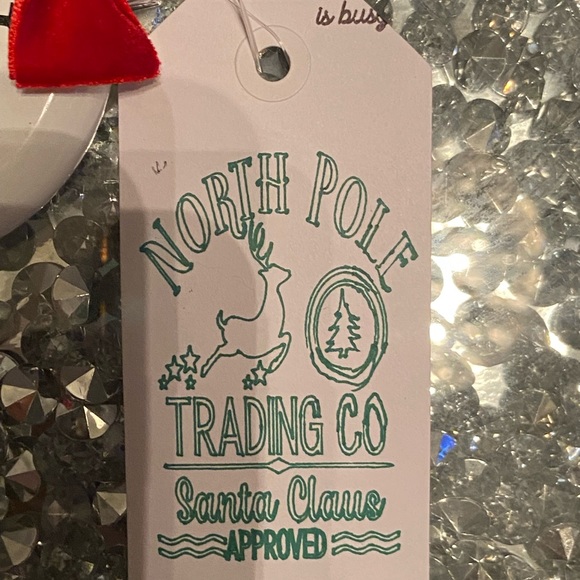 is busy
NORTH POLE
TRADING CO
Santa Claus
APPROVED